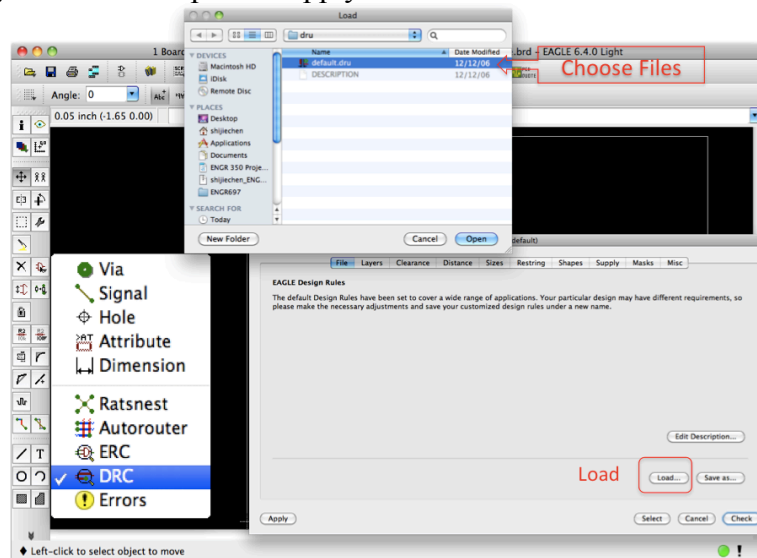 Load
1 Boar
.brd – EAGLE 6.4.0 Light
dru
Angle: 0
0.05 inch (-1.65 0.00)
DEVICES
Macintosh HD
iDisk
Remote Disc
PLACES
Desktop
shijiechen
Applications
Documents
ENGR 350 Proje...
shijiechen_ENG...
ENGR697
SEARCH FOR
Today
Name
Date Modified
default.dru
12/12/06
DESCRIPTION
12/12/06
New Folder
Cancel
Open
Choose Files
Via
Signal
Hole
Attribute
Dimension
Ratsnest
Autorouter
ERC
DRC
Errors
default)
File Layers Clearance Distance Sizes Restring Shapes Supply Masks Misc
EAGLE Design Rules
The default Design Rules have been set to cover a wide range of applications. Your particular design may have different requirements, so
please make the necessary adjustments and save your customized design rules under a new name.
Edit Description...
Load
Load...
Save as...
Apply
Select
Cancel
Check
Left-click to select object to move